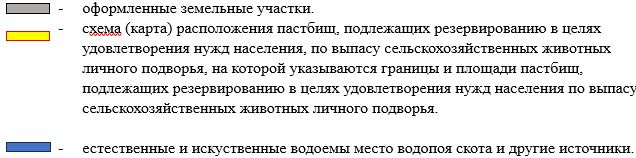 - оформленные земельные участки.
- схема (карта) расположения пастбищ, подлежащих резервированию в целях
удовлетворения нужд населения, по выпасу сельскохозяйственных животных
личного подворья, на которой указываются границы и площади пастбищ,
подлежащих резервированию в целях удовлетворения нужд населения по выпасу
сельскохозяйственных животных личного подворья.
- естественные и искуственные водоемы место водопоя скота и другие источники.